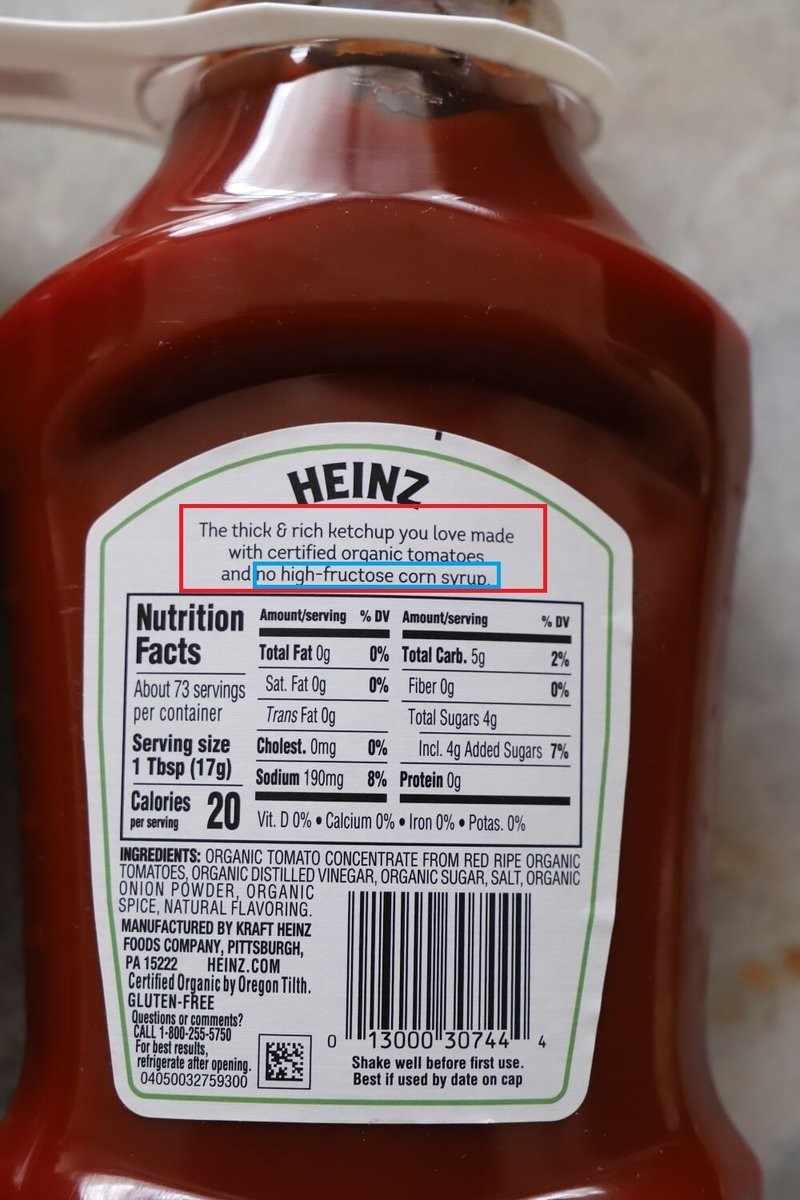 HEINZ
The thick & rich ketchup you love made
with certified organic tomatoes
and no high-fructose corn syrup.
Nutrition
Facts
About 73 servings
per container
Serving size
1 Tbsp (17g)
Calories 20
per serving
Amount/serving % DV
Total Fat 0g 0%
Sat. Fat 0g 0%
Trans Fat 0g
Cholest. 0mg 0%
Sodium 190mg 8%
Amount/serving % DV
Total Carb. 5g 2%
Fiber 0g 0%
Total Sugars 4g
Incl. 4g Added Sugars 7%
Protein 0g
Vit. D 0% • Calcium 0% • Iron 0% • Potas. 0%
INGREDIENTS: ORGANIC TOMATO CONCENTRATE FROM RED RIPE ORGANIC
TOMATOES, ORGANIC DISTILLED VINEGAR, ORGANIC SUGAR, SALT, ORGANIC
ONION POWDER, ORGANIC
SPICE, NATURAL FLAVORING.
MANUFACTURED BY KRAFT HEINZ
FOODS COMPANY, PITTSBURGH,
PA 15222 HEINZ.COM
Certified Organic by Oregon Tilth.
GLUTEN-FREE
Questions or comments?
CALL 1-800-255-5750
For best results,
refrigerate after opening.
04050032759300
0 13000 30744 4
Shake well before first use.
Best if used by date on cap